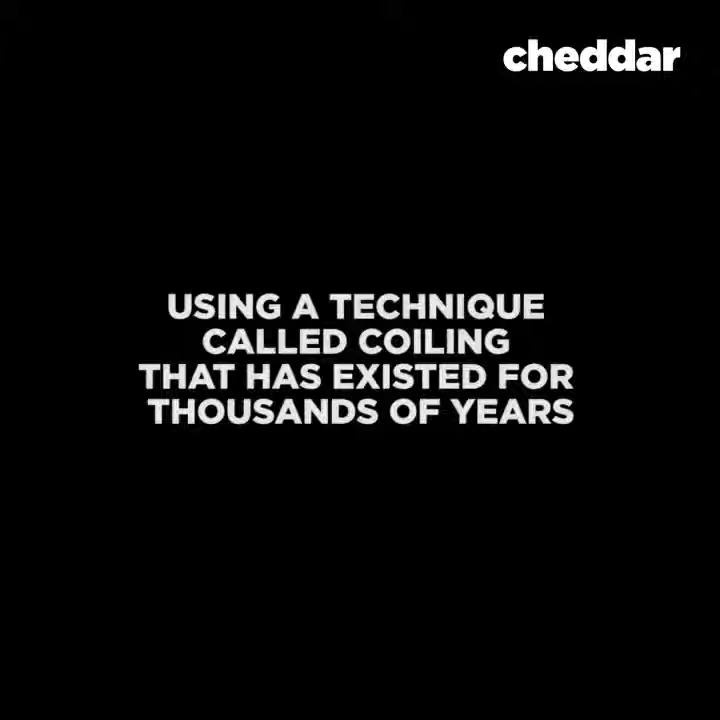 cheddar
USING A TECHNIQUE
CALLED COILING
THAT HAS EXISTED FOR
THOUSANDS OF YEARS